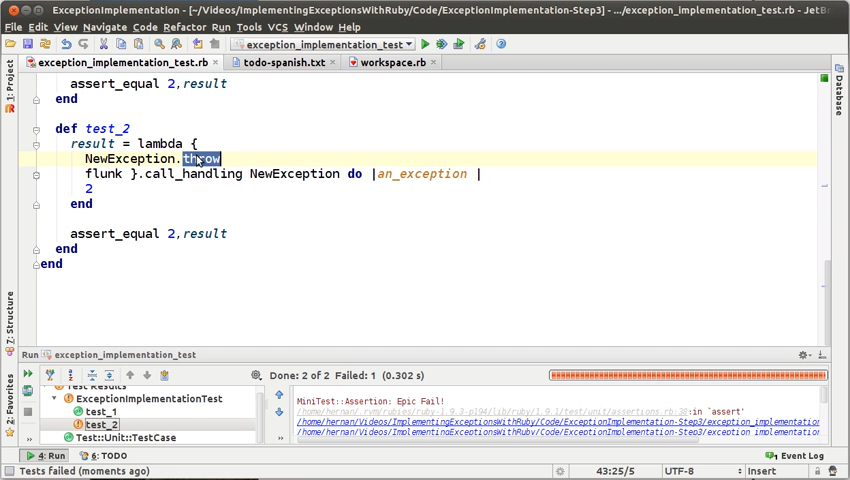 ExceptionImplementation - [~/Videos/ImplementingExceptionsWithRuby/Code/ExceptionImplementation-Step3] - .../exception_implementation_test.rb - JetBr
File Edit View Navigate Code Refactor Run Tools VCS Window Help
exception_implementation_test
exception_implementation_test.rb todo-spanish.txt workspace.rb
1: Project
Database
assert_equal 2,result
end
def test_2
result = lambda {
NewException.throw
flunk }.call_handling NewException do |an_exception |
2
end
assert_equal 2,result
end
end
7: Structure
2: Favorites
Run exception_implementation_test
Done: 2 of 2 Failed: 1 (0.302 s)
Test Results
ExceptionImplementationTest
test_1
test_2
Test::Unit::TestCase
MiniTest::Assertion: Epic Fail!
/home/hernan/.rvm/rubies/ruby-1.9.3-p194/lib/ruby/1.9.1/test/unit/assertions.rb:38:in `assert'
/home/hernan/Videos/ImplementingExceptionsWithRuby/Code/ExceptionImplementation-Step3/exception_implementation
/home/hernan/Videos/ImplementingExceptionsWithRuby/Code/ExceptionImplementation-Step3/exception implementation
4: Run 6: TODO Event Log
Tests failed (moments ago) 43:25/5 UTF-8 Insert